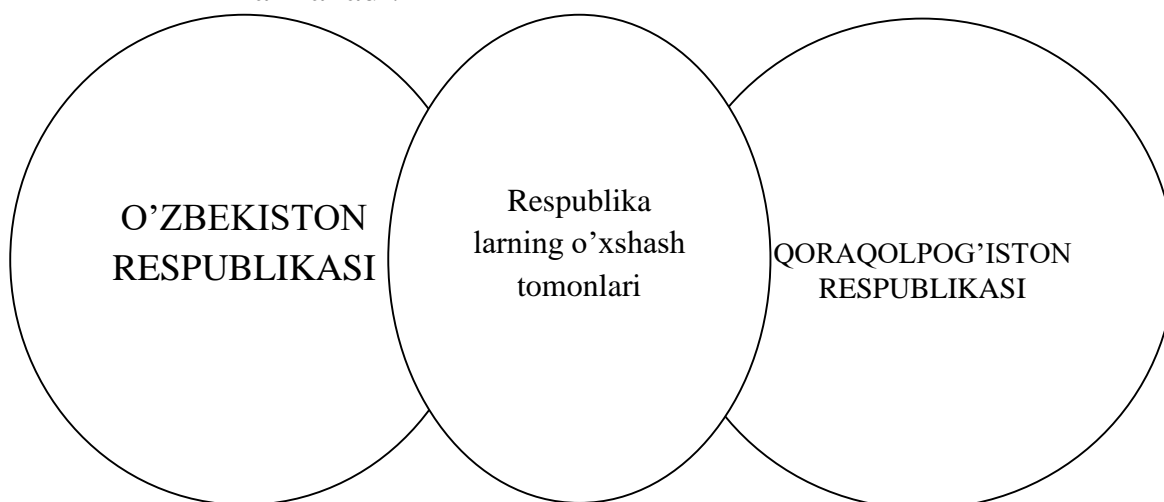 O’ZBEKISTON
RESPUBLIKASI
Respublika
larning o’xshash
tomonlari
QORAQOLPOG’ISTON
RESPUBLIKASI